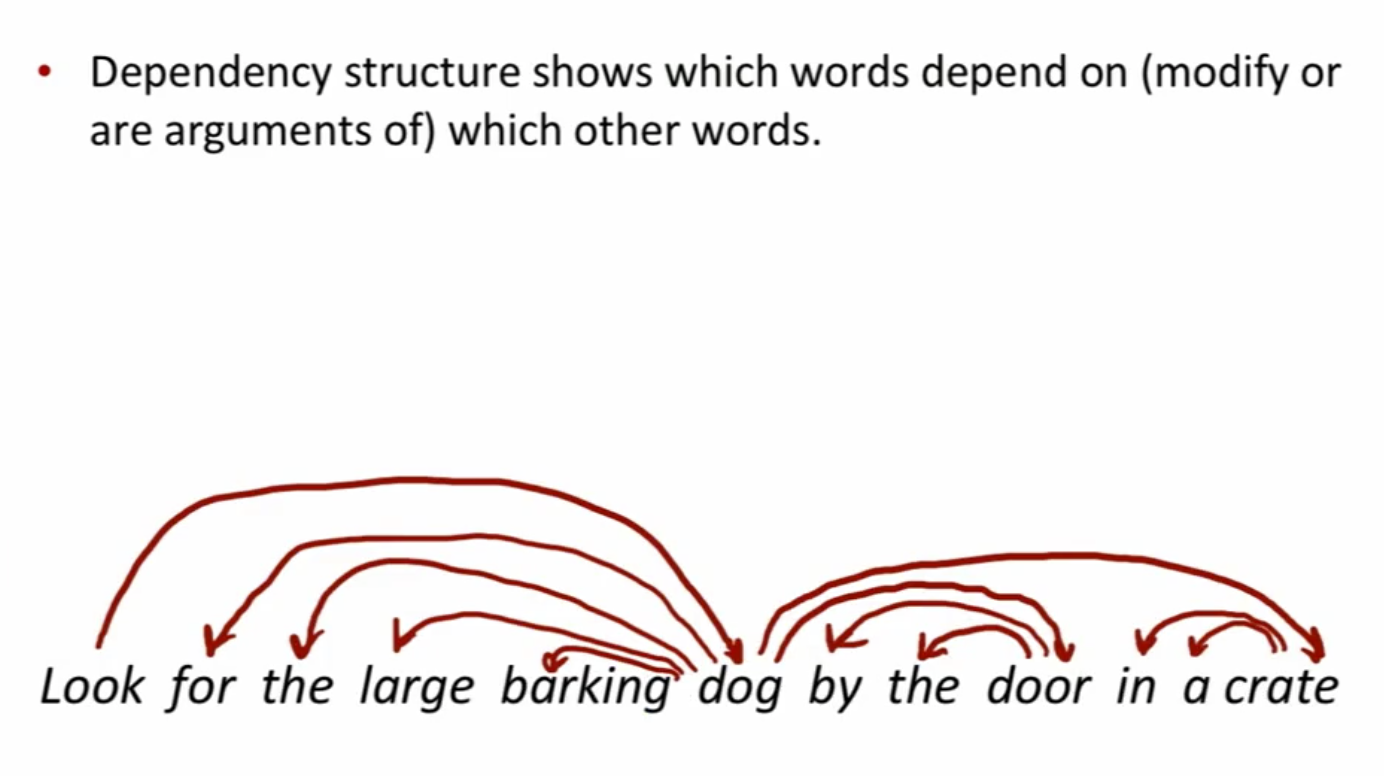 • Dependency structure shows which words depend on (modify or
are arguments of) which other words.
Look for the large barking dog by the door in a crate